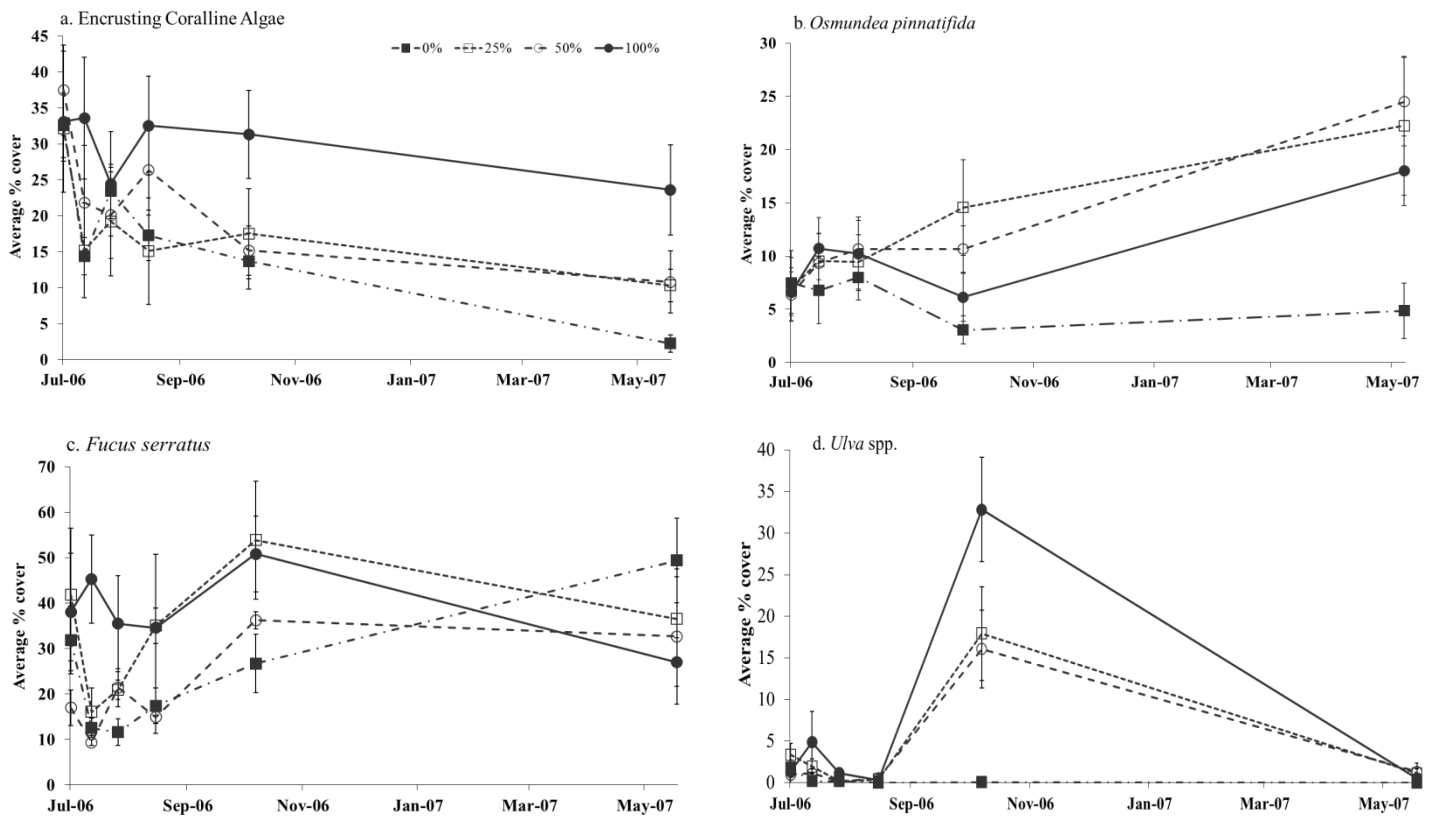 a. Encrusting Coralline Algae
0% 25% 50% 100%
Average % cover
45
40
35
30
25
20
15
10
5
0
Jul-06 Sep-06 Nov-06 Jan-07 Mar-07 May-07
b. Osmundea pinnatifida
Average % cover
30
25
20
15
10
5
0
Jul-06 Sep-06 Nov-06 Jan-07 Mar-07 May-07
c. Fucus serratus
Average % cover
70
60
50
40
30
20
10
0
Jul-06 Sep-06 Nov-06 Jan-07 Mar-07 May-07
d. Ulva spp.
Average % cover
40
35
30
25
20
15
10
5
0
Jul-06 Sep-06 Nov-06 Jan-07 Mar-07 May-07